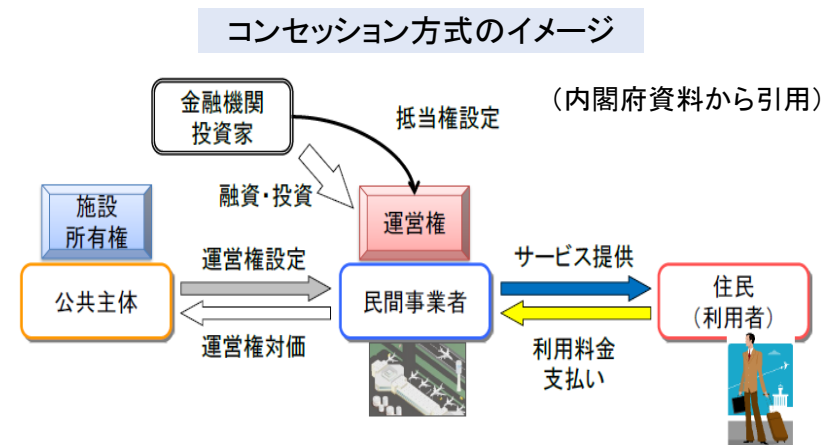 コンセッション方式のイメージ
（内閣府資料から引用）
金融機関
投資家
抵当権設定
融資・投資
施設
所有権
運営権
運営権設定
サービス提供
公共主体
民間事業者
住民
（利用者）
運営権対価
利用料金
支払い